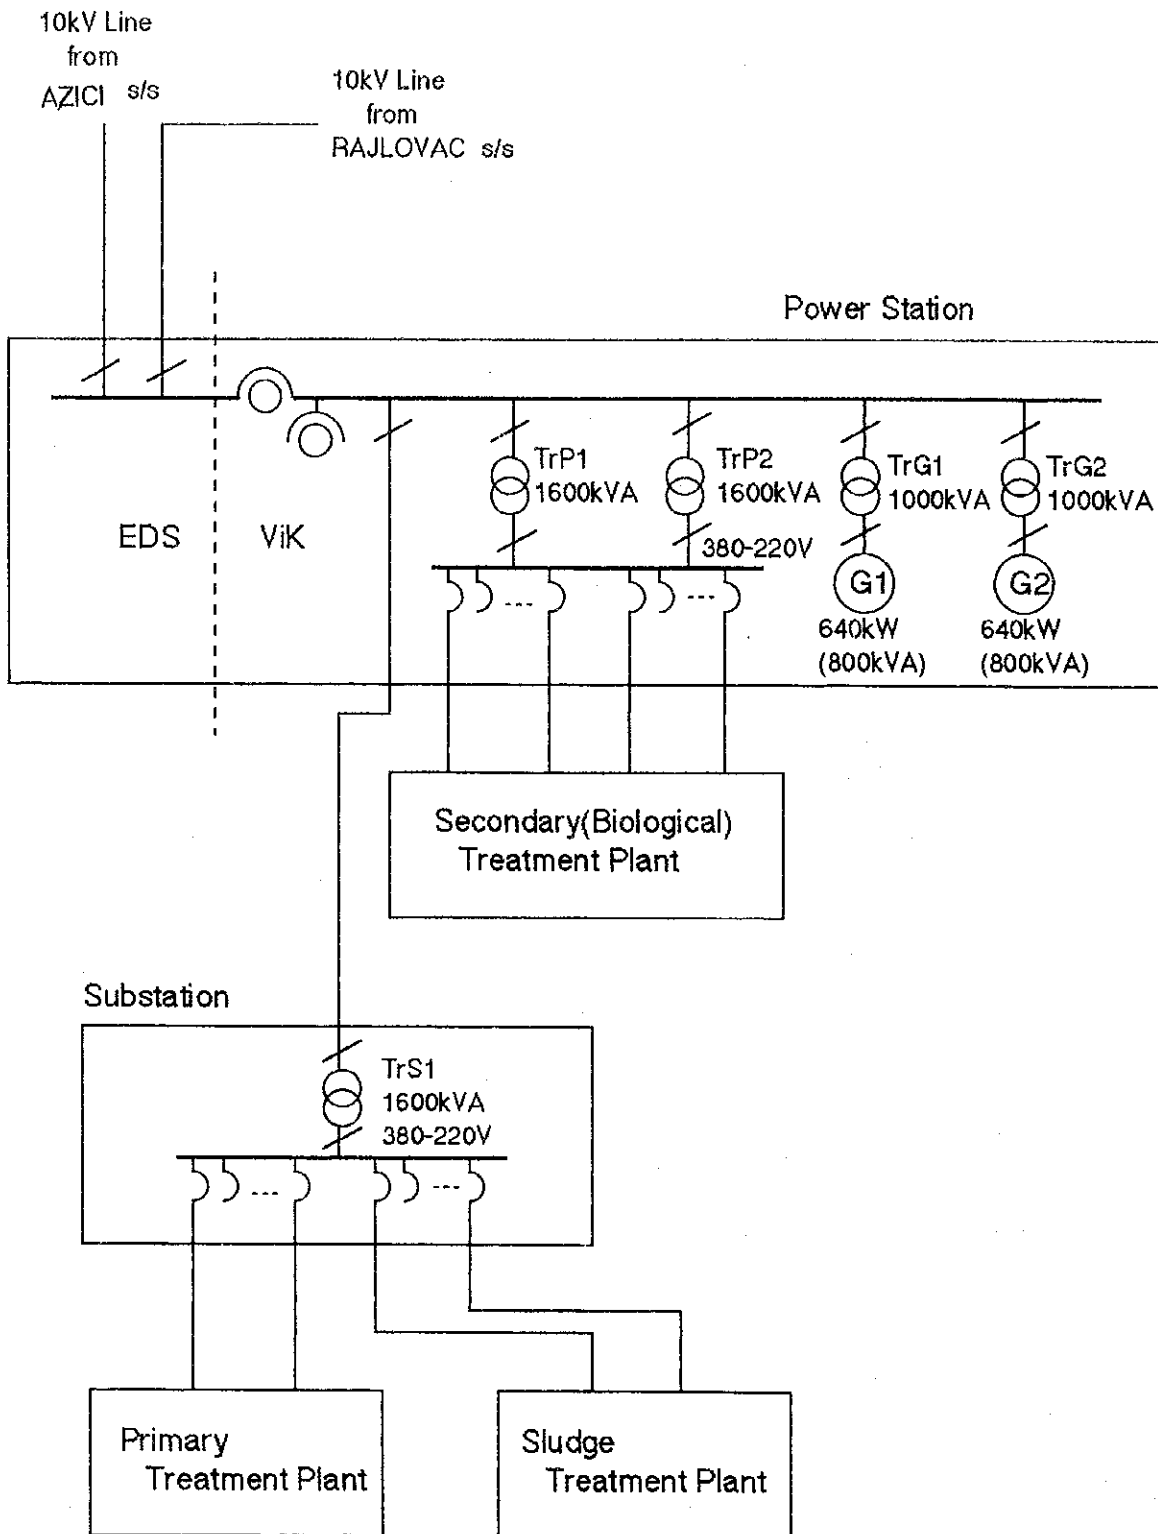 10kV Line
from
AZICI s/s
10kV Line
from
RAJLOVAC s/s
Power Station
EDS
ViK
TrP1
1600kVA
TrP2
1600kVA
380-220V
TrG1
1000kVA
TrG2
1000kVA
G1
640kW
(800kVA)
G2
640kW
(800kVA)
Secondary(Biological)
Treatment Plant
Substation
TrS1
1600kVA
380-220V
Primary
Treatment Plant
Sludge
Treatment Plant